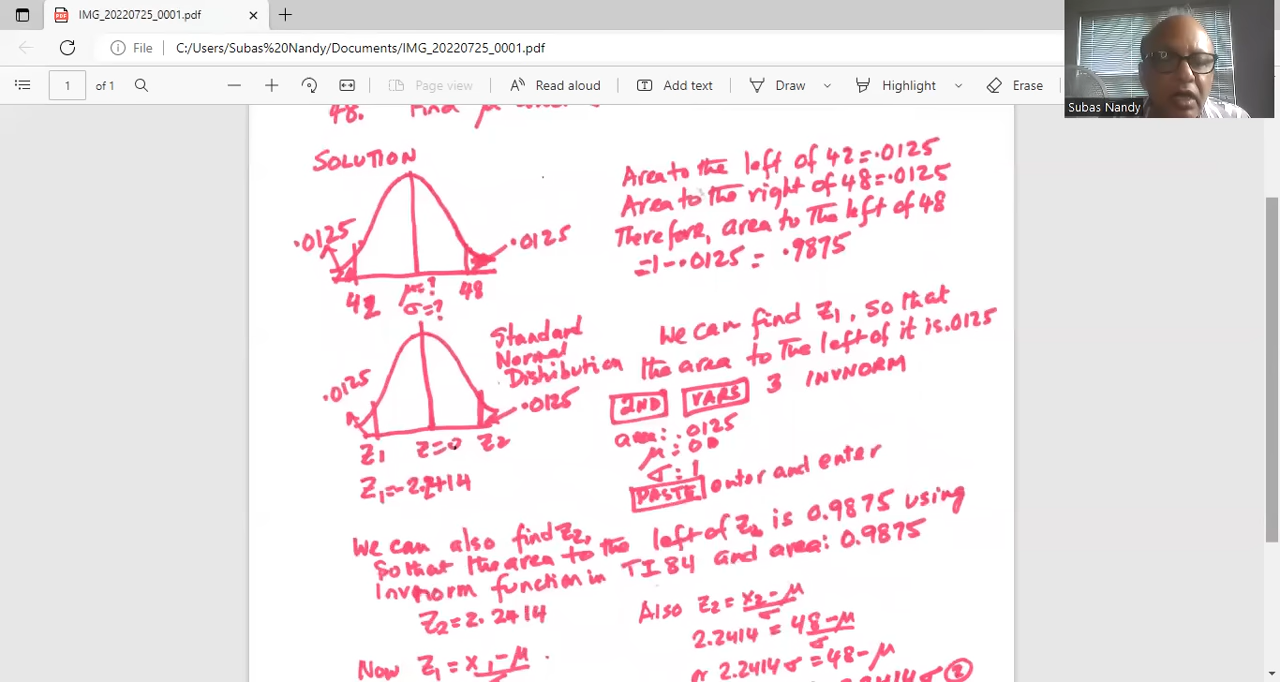 IMG_20220725_0001.pdf
File C:/Users/Subas%20Nandy/Documents/IMG_20220725_0001.pdf
1 of 1 Page view Read aloud Add text Draw Highlight Erase
Subas Nandy
48. Find μ
SOLUTION
Area to the left of 42=.0125
Area to the right of 48=.0125
Therefore, area to the left of 48
=1-.0125= .9875
.0125
.0125
42 μ=? 48
σ=?
Standard
Normal
Distribution
.0125
.0125
Z1 Z=0 Z2
Z1=-2.2414
We can find Z1, so that
the area to the left of it is .0125
2ND VARS 3 INVNORM
area: .0125
μ: 0
σ: 1
PASTE enter and enter
We can also find Z2,
So that the area to the left of Z2 is 0.9875 using
Invnorm function in TI 84 and area: 0.9875
Z2=2.2414
Now Z1 = x1-μ
Also Z2 = x2-μ
σ
2.2414 = 48-μ
σ
2.2414σ =48-μ
2414σ ②